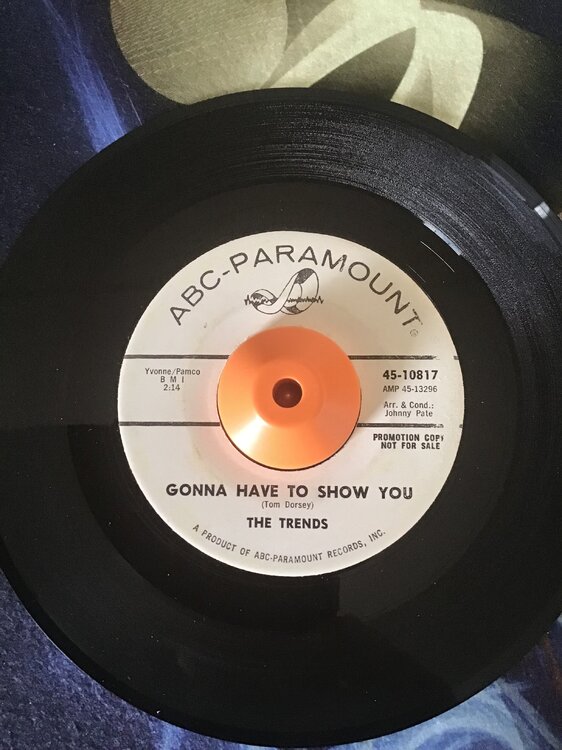 ABC-PARAMOUNT
Yvonne/Pamco
B M I
2:14
45-10817
AMP 45-13296
Arr. & Cond.:
Johnny Pate
PROMOTION COPY
NOT FOR SALE
GONNA HAVE TO SHOW YOU
(Tom Dorsey)
THE TRENDS
A PRODUCT OF ABC-PARAMOUNT RECORDS, INC.